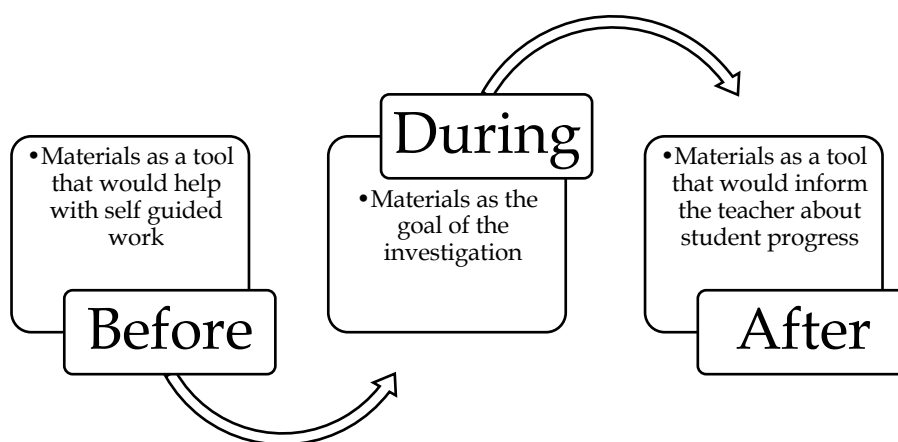 •Materials as a tool
that would help
with self guided
work
Before
During
•Materials as the
goal of the
investigation
•Materials as a tool
that would inform
the teacher about
student progress
After